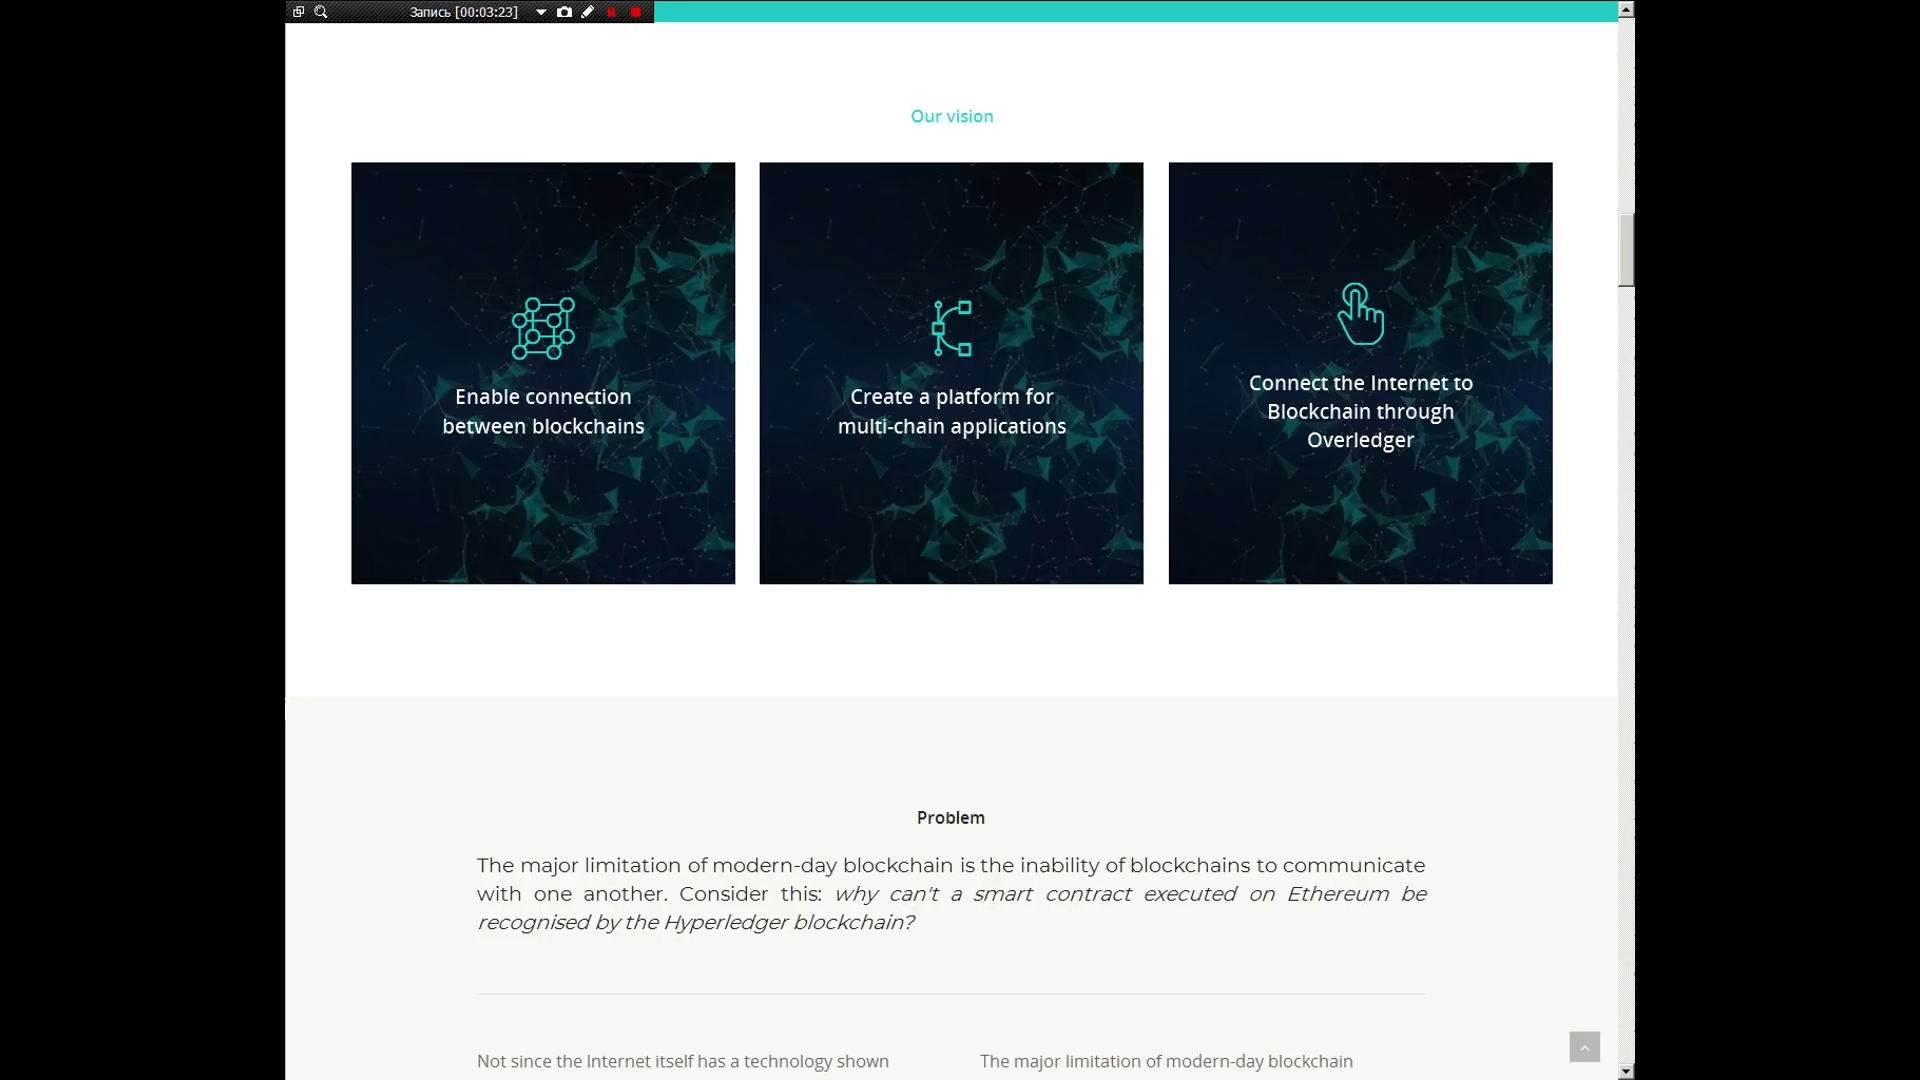 Запись [00:03:23]
Our vision
Enable connection
between blockchains
Create a platform for
multi-chain applications
Connect the Internet to
Blockchain through
Overledger
Problem
The major limitation of modern-day blockchain is the inability of blockchains to communicate
with one another. Consider this: why can't a smart contract executed on Ethereum be
recognised by the Hyperledger blockchain?
Not since the Internet itself has a technology shown
The major limitation of modern-day blockchain